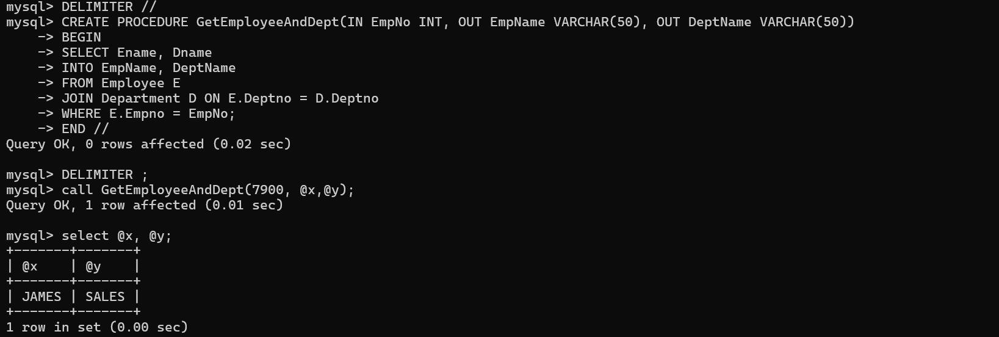 mysql> DELIMITER //
mysql> CREATE PROCEDURE GetEmployeeAndDept(IN EmpNo INT, OUT EmpName VARCHAR(50), OUT DeptName VARCHAR(50))
    -> BEGIN
    -> SELECT Ename, Dname
    -> INTO EmpName, DeptName
    -> FROM Employee E
    -> JOIN Department D ON E.Deptno = D.Deptno
    -> WHERE E.Empno = EmpNo;
    -> END //
Query OK, 0 rows affected (0.02 sec)

mysql> DELIMITER ;
mysql> call GetEmployeeAndDept(7900, @x,@y);
Query OK, 1 row affected (0.01 sec)

mysql> select @x, @y;
+-------+-------+
| @x    | @y    |
+-------+-------+
| JAMES | SALES |
+-------+-------+
1 row in set (0.00 sec)